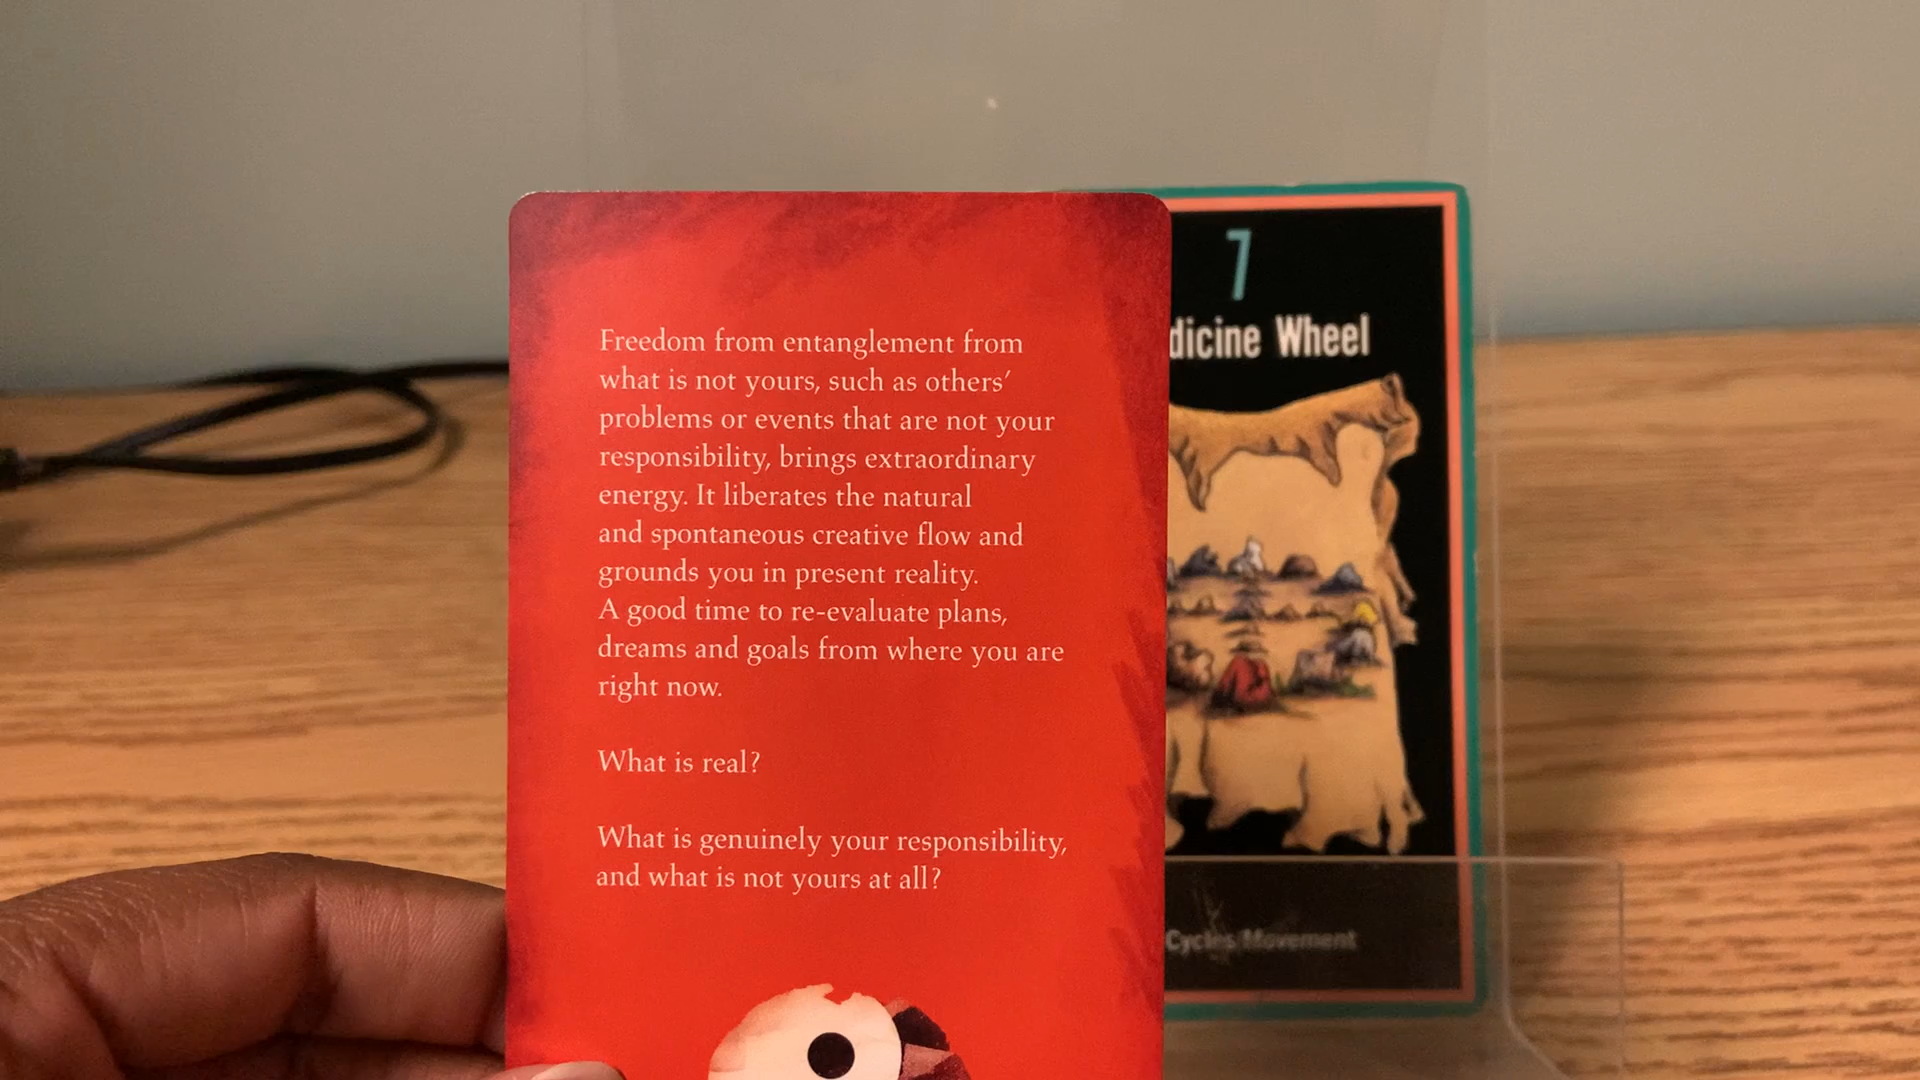 Freedom from entanglement from
what is not yours, such as others’
problems or events that are not your
responsibility, brings extraordinary
energy. It liberates the natural
and spontaneous creative flow and
grounds you in present reality.
A good time to re-evaluate plans,
dreams and goals from where you are
right now.
What is real?
What is genuinely your responsibility,
and what is not yours at all?
7
dicine Wheel
Cycles/Movement